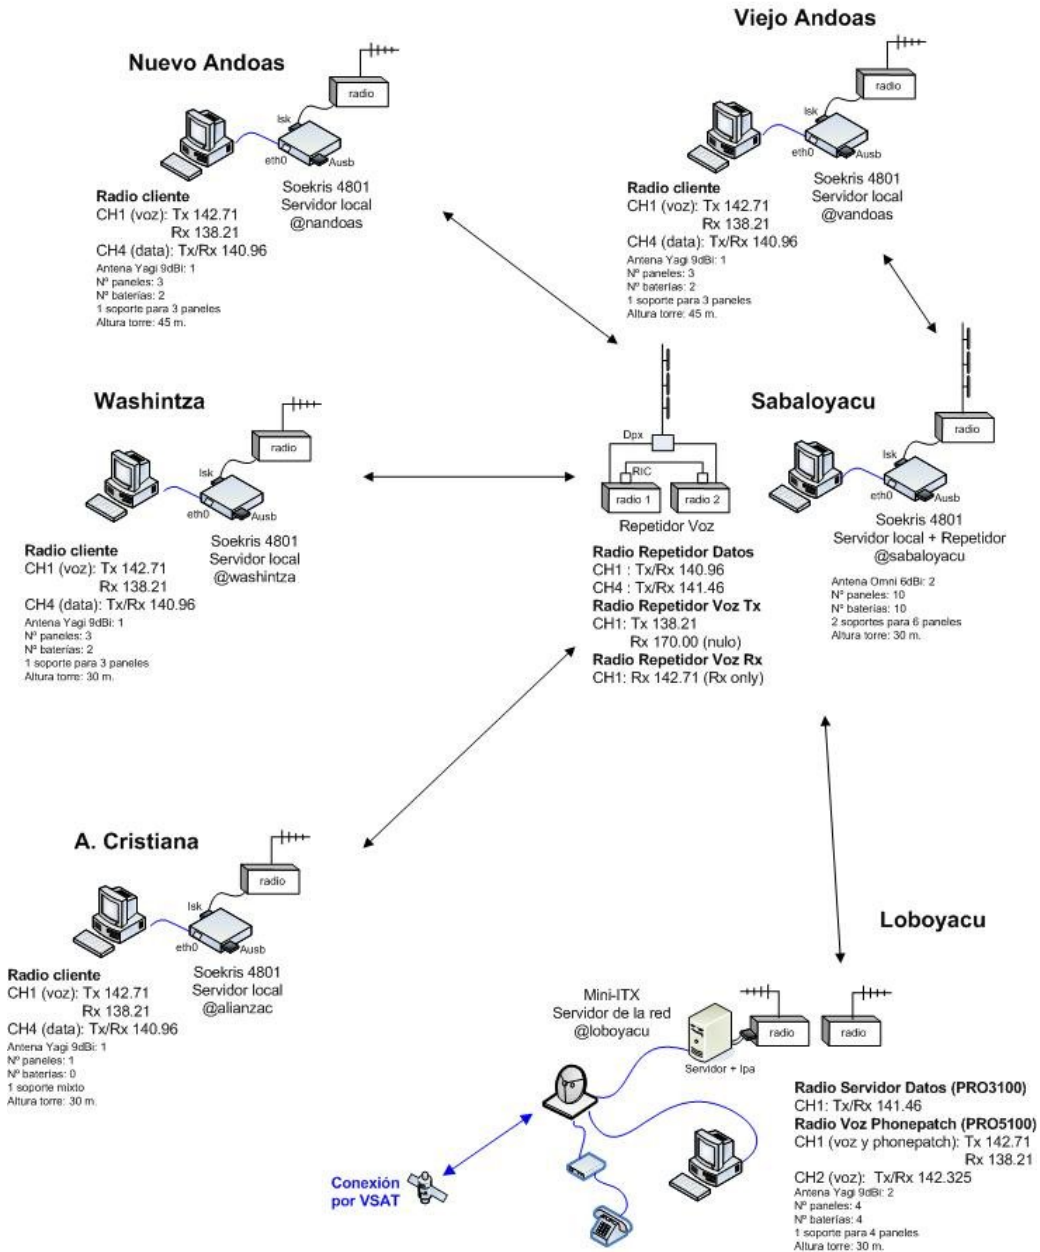 Viejo Andoas
radio
Isk
eth0
Ausb
Soekris 4801
Servidor local
@vandoas
Radio cliente
CH1 (voz): Tx 142.71
Rx 138.21
CH4 (data): Tx/Rx 140.96
Antena Yagi 9dBi: 1
Nº paneles: 3
Nº baterías: 2
1 soporte para 3 paneles
Altura torre: 45 m.
Nuevo Andoas
radio
Isk
eth0
Ausb
Soekris 4801
Servidor local
@nandoas
Radio cliente
CH1 (voz): Tx 142.71
Rx 138.21
CH4 (data): Tx/Rx 140.96
Antena Yagi 9dBi: 1
Nº paneles: 3
Nº baterías: 2
1 soporte para 3 paneles
Altura torre: 45 m.
Washintza
radio
Isk
eth0
Ausb
Soekris 4801
Servidor local
@washintza
Radio cliente
CH1 (voz): Tx 142.71
Rx 138.21
CH4 (data): Tx/Rx 140.96
Antena Yagi 9dBi: 1
Nº paneles: 3
Nº baterías: 2
1 soporte para 3 paneles
Altura torre: 30 m.
Dpx
RIC
radio 1
radio 2
Repetidor Voz
Radio Repetidor Datos
CH1 : Tx/Rx 140.96
CH4 : Tx/Rx 141.46
Radio Repetidor Voz Tx
CH1: Tx 138.21
Rx 170.00 (nulo)
Radio Repetidor Voz Rx
CH1: Rx 142.71 (Rx only)
Sabaloyacu
radio
Isk
eth0
Ausb
Soekris 4801
Servidor local + Repetidor
@sabaloyacu
Antena Omni 6dBi: 2
Nº paneles: 10
Nº baterías: 10
2 soportes para 6 paneles
Altura torre: 30 m.
A. Cristiana
radio
Isk
eth0
Ausb
Soekris 4801
Servidor local
@alianzac
Radio cliente
CH1 (voz): Tx 142.71
Rx 138.21
CH4 (data): Tx/Rx 140.96
Antena Yagi 9dBi: 1
Nº paneles: 1
Nº baterías: 0
1 soporte mixto
Altura torre: 30 m.
Loboyacu
Mini-ITX
Servidor de la red
@loboyacu
radio
radio
Servidor + Ipa
Radio Servidor Datos (PRO3100)
CH1: Tx/Rx 141.46
Radio Voz Phonepatch (PRO5100)
CH1 (voz y phonepatch): Tx 142.71
Rx 138.21
CH2 (voz): Tx/Rx 142.325
Antena Yagi 9dBi: 2
Nº paneles: 4
Nº baterías: 4
1 soporte para 4 paneles
Altura torre: 30 m.
Conexión
por VSAT